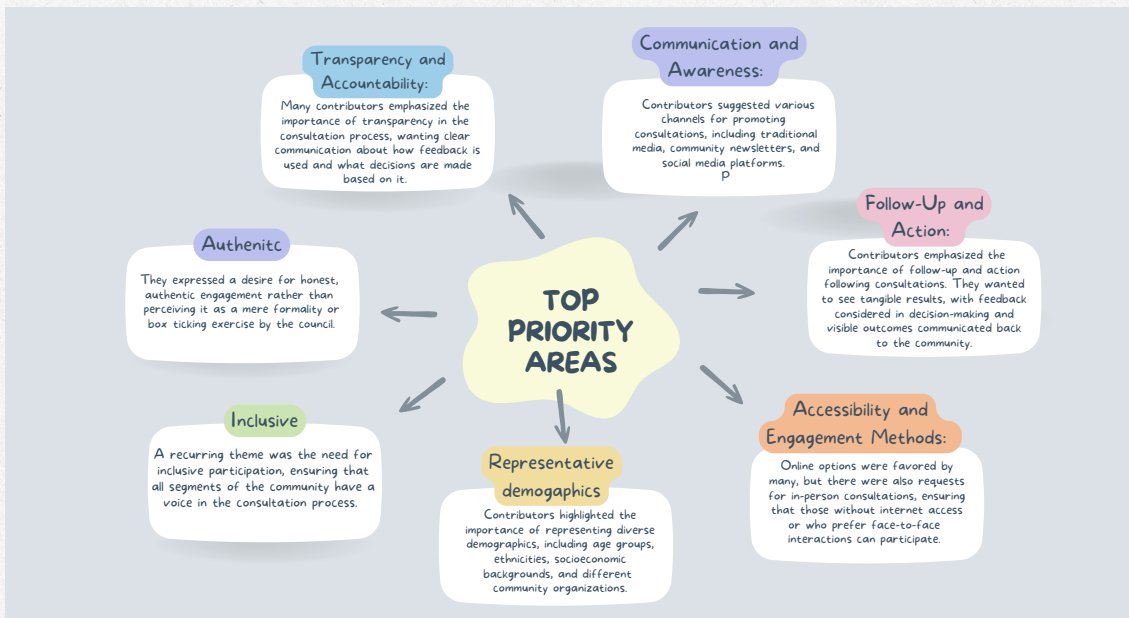 Transparency and
Accountability:
Many contributors emphasized the
importance of transparency in the
consultation process, wanting clear
communication about how feedback is
used and what decisions are made
based on it.
Communication and
Awareness:
Contributors suggested various
channels for promoting
consultations, including traditional
media, community newsletters, and
social media platforms.
P
Follow-Up and
Action:
Contributors emphasized the
importance of follow-up and action
following consultations. They wanted
to see tangible results, with feedback
considered in decision-making and
visible outcomes communicated back
to the community.
Authenitc
They expressed a desire for honest,
authentic engagement rather than
perceiving it as a mere formality or
box ticking exercise by the council.
TOP
PRIORITY
AREAS
Inclusive
A recurring theme was the need for
inclusive participation, ensuring that
all segments of the community have a
voice in the consultation process.
Representative
demogaphics
Contributors highlighted the
importance of representing diverse
demographics, including age groups,
ethnicities, socioeconomic
backgrounds, and different
community organizations.
Accessibility and
Engagement Methods:
Online options were favored by
many, but there were also requests
for in-person consultations, ensuring
that those without internet access
or who prefer face-to-face
interactions can participate.